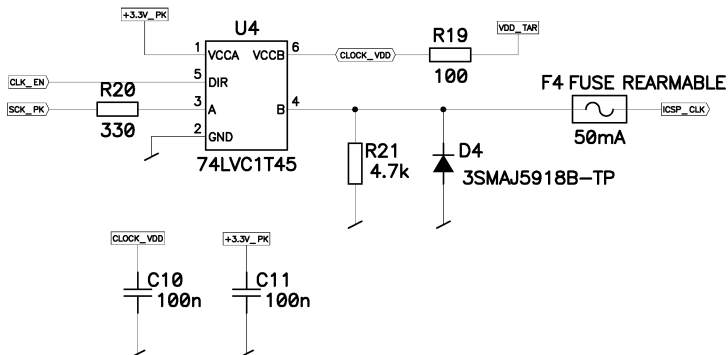 +3.3V_PK
U4
R19
VDD_TAR
1 VCCA VCCB 6
CLOCK_VDD
100
CLK_EN
5 DIR
F4 FUSE REARMABLE
R20
SCK_PK
3 A B 4
ICSP_CLK
330
2 GND
50mA
74LVC1T45
R21
4.7k
D4
3SMAJ5918B-TP
CLOCK_VDD
+3.3V_PK
C10
100n
C11
100n